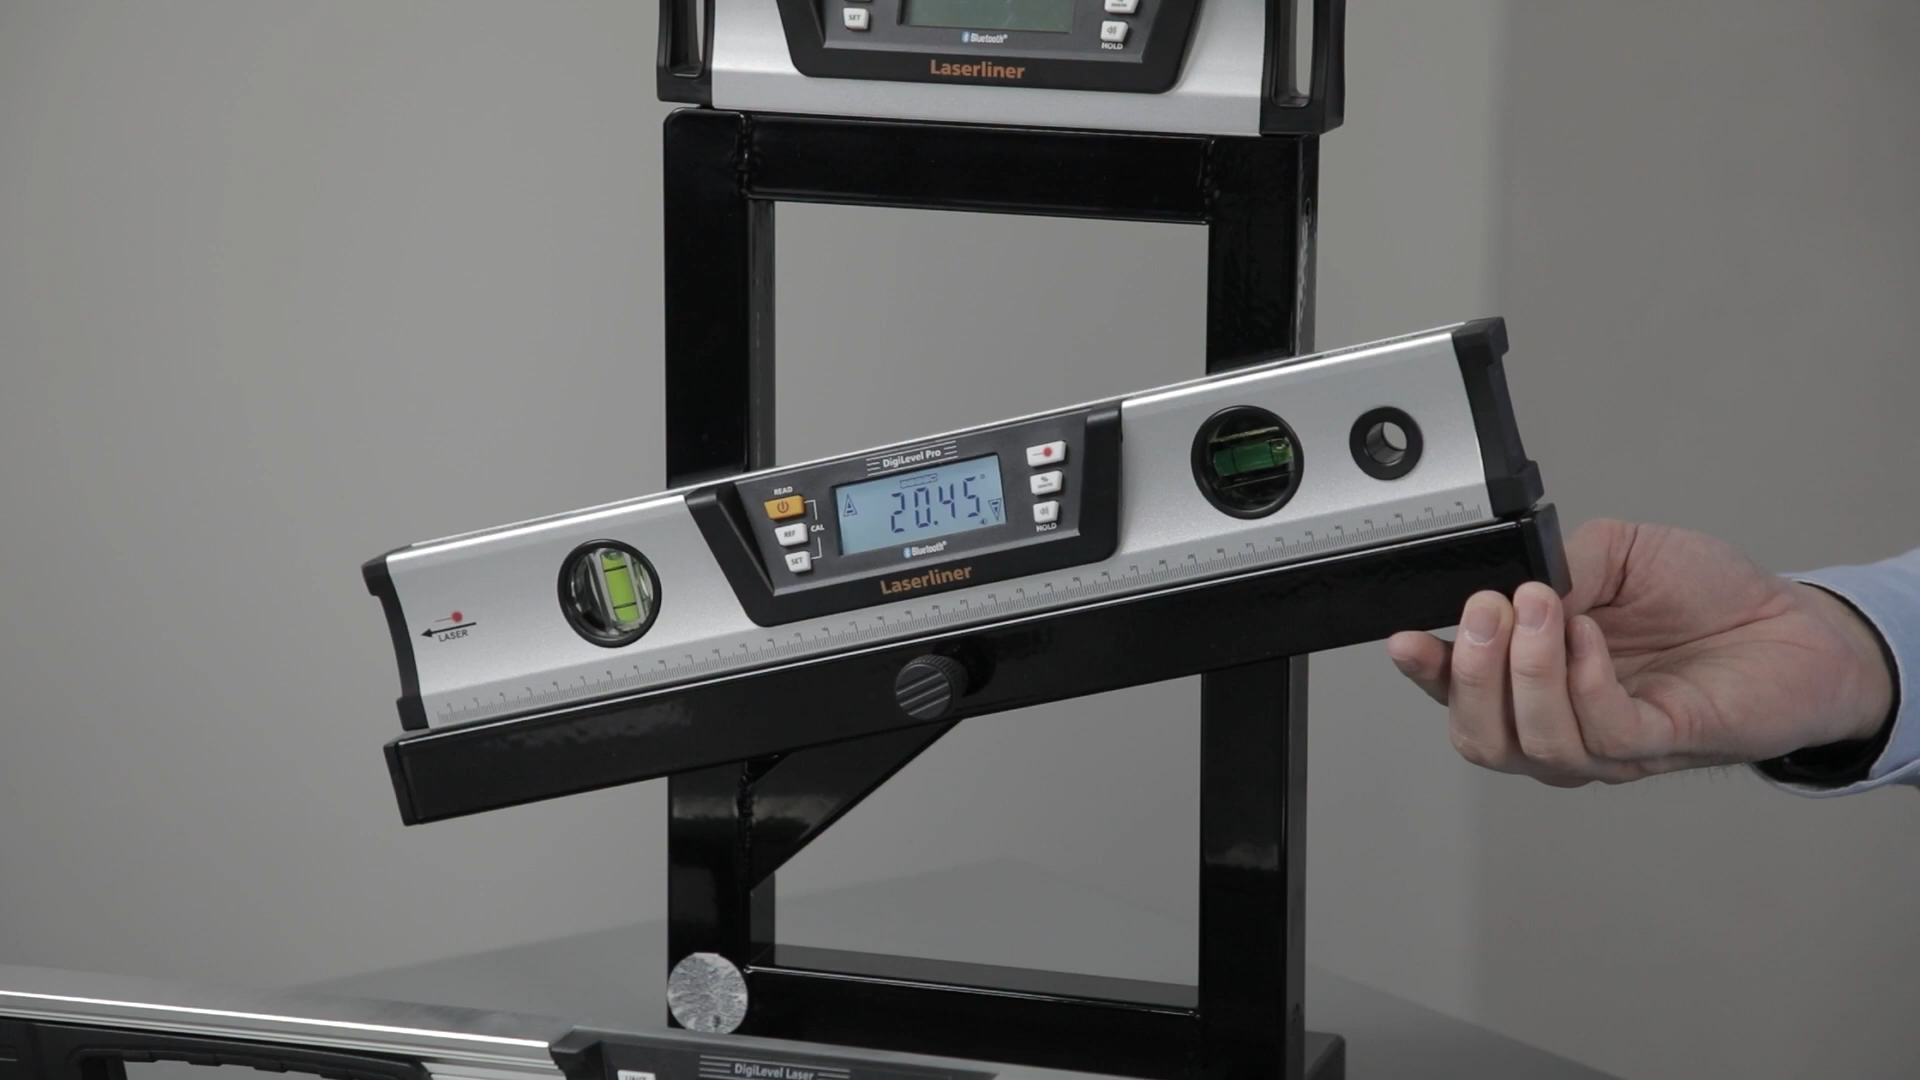 SET
Bluetooth®
HOLD
Laserliner
DigiLevel Pro
READ
REF
CAL
SET
20.45°
HOLD
Bluetooth®
Laserliner
LASER
DigiLevel Laser